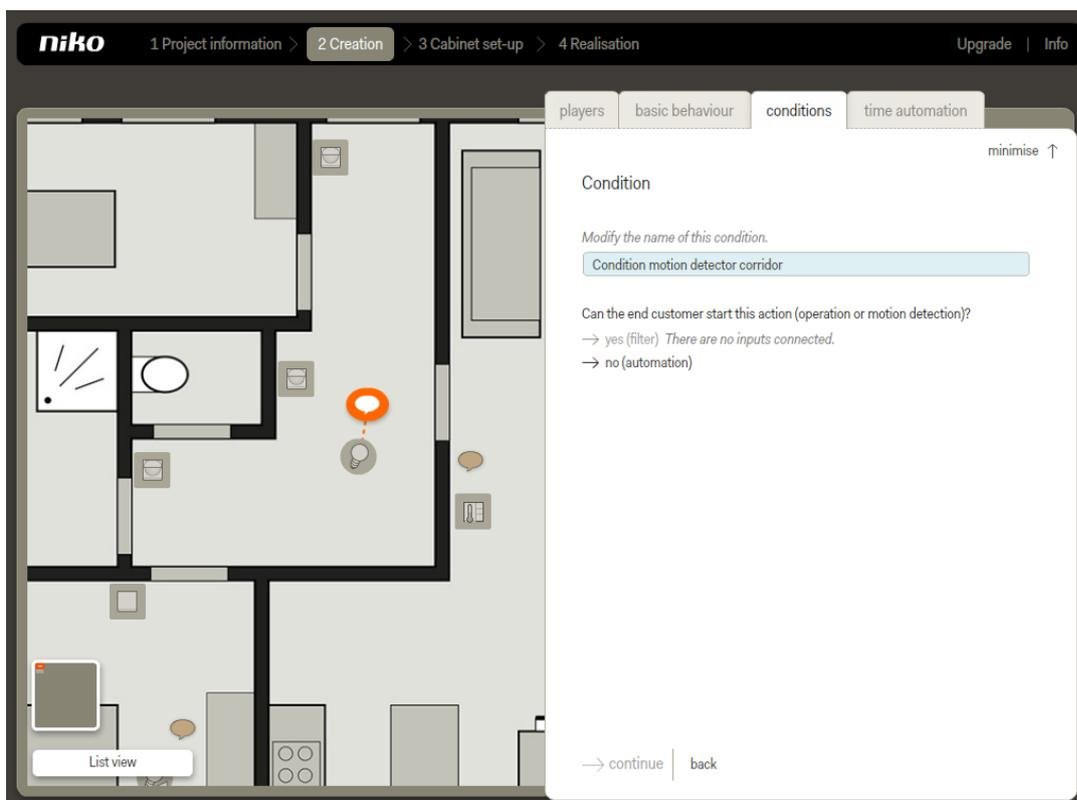 niko
1 Project information
2 Creation
3 Cabinet set-up
4 Realisation
Upgrade | Info
players
basic behaviour
conditions
time automation
minimise ↑
Condition
Modify the name of this condition.
Condition motion detector corridor
Can the end customer start this action (operation or motion detection)?
→ yes (filter) There are no inputs connected.
→ no (automation)
List view
→ continue | back